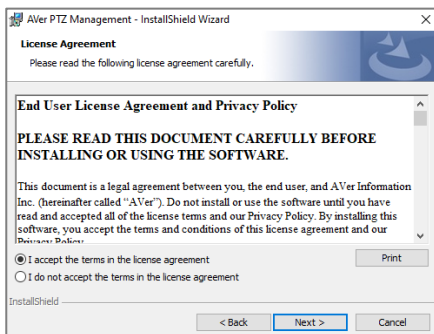 AVer PTZ Management - InstallShield Wizard
License Agreement
Please read the following license agreement carefully.
End User License Agreement and Privacy Policy
PLEASE READ THIS DOCUMENT CAREFULLY BEFORE
INSTALLING OR USING THE SOFTWARE.
This document is a legal agreement between you, the end user, and AVer Information
Inc. (hereinafter called “AVer”). Do not install or use the software until you have
read and accepted all of the license terms and our Privacy Policy. By installing this
software, you accept the terms and conditions of this license agreement and our
Privacy Policy
I accept the terms in the license agreement
Print
I do not accept the terms in the license agreement
InstallShield
< Back
Next >
Cancel